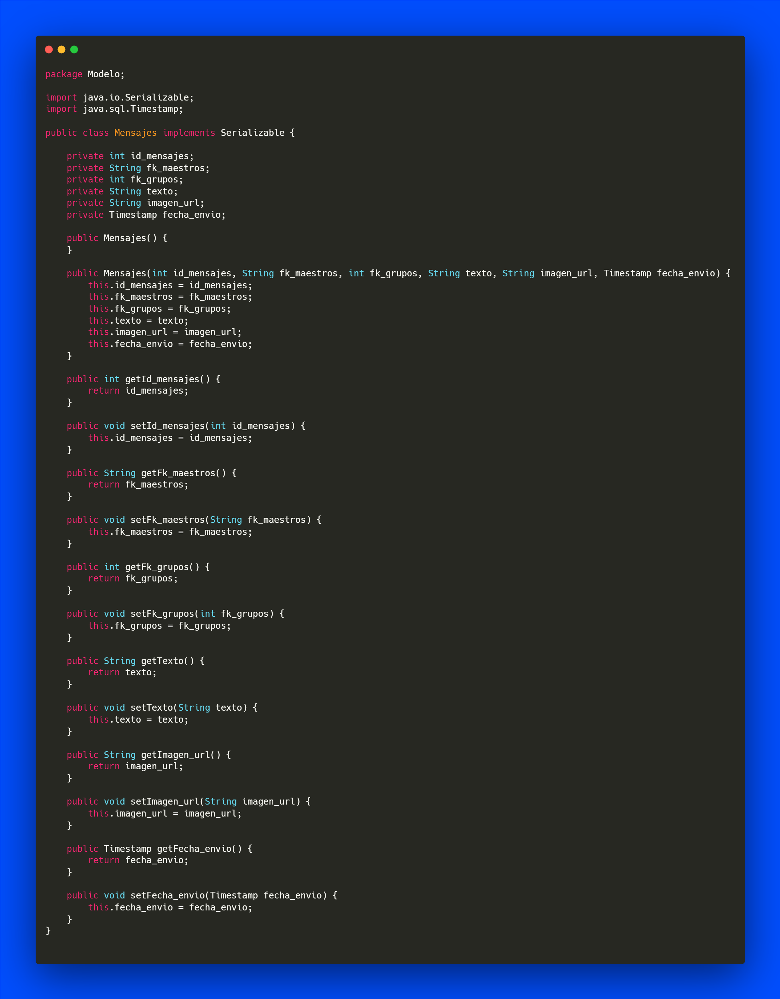 package Modelo;

import java.io.Serializable;
import java.sql.Timestamp;

public class Mensajes implements Serializable {

    private int id_mensajes;
    private String fk_maestros;
    private int fk_grupos;
    private String texto;
    private String imagen_url;
    private Timestamp fecha_envio;

    public Mensajes() {
    }

    public Mensajes(int id_mensajes, String fk_maestros, int fk_grupos, String texto, String imagen_url, Timestamp fecha_envio) {
        this.id_mensajes = id_mensajes;
        this.fk_maestros = fk_maestros;
        this.fk_grupos = fk_grupos;
        this.texto = texto;
        this.imagen_url = imagen_url;
        this.fecha_envio = fecha_envio;
    }

    public int getId_mensajes() {
        return id_mensajes;
    }

    public void setId_mensajes(int id_mensajes) {
        this.id_mensajes = id_mensajes;
    }

    public String getFk_maestros() {
        return fk_maestros;
    }

    public void setFk_maestros(String fk_maestros) {
        this.fk_maestros = fk_maestros;
    }

    public int getFk_grupos() {
        return fk_grupos;
    }

    public void setFk_grupos(int fk_grupos) {
        this.fk_grupos = fk_grupos;
    }

    public String getTexto() {
        return texto;
    }

    public void setTexto(String texto) {
        this.texto = texto;
    }

    public String getImagen_url() {
        return imagen_url;
    }

    public void setImagen_url(String imagen_url) {
        this.imagen_url = imagen_url;
    }

    public Timestamp getFecha_envio() {
        return fecha_envio;
    }

    public void setFecha_envio(Timestamp fecha_envio) {
        this.fecha_envio = fecha_envio;
    }
}